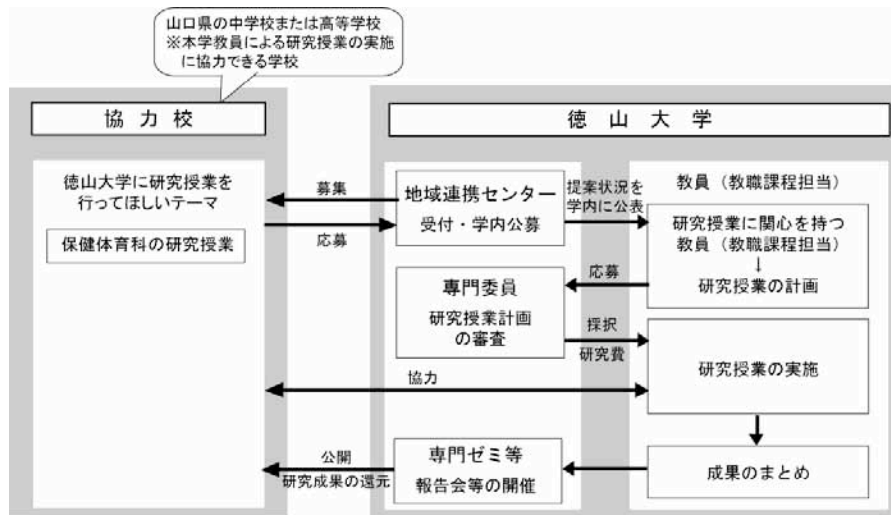 山口県の中学校または高等学校
※本学教員による研究授業の実施
に協力できる学校
協力校
徳山大学
徳山大学に研究授業を
行ってほしいテーマ
保健体育科の研究授業
募集
応募
地域連携センター
受付・学内公募
提案状況を
学内に公表
教員（教職課程担当）
研究授業に関心を持つ
教員（教職課程担当）
↓
研究授業の計画
応募
専門委員
研究授業計画
の審査
採択
研究費
研究授業の実施
協力
公開
研究成果の還元
専門ゼミ等
報告会等の開催
成果のまとめ